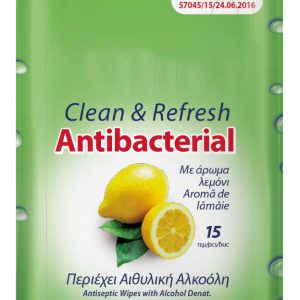 57045/15/24.06.2016
Clean & Refresh
Antibacterial
Με άρωμα
λεμόνι
Aromă de
lămâie
15
τεμ/pcs/buc
Περιέχει Αιθυλική Αλκοόλη
Antiseptic Wipes with Alcohol Denat.